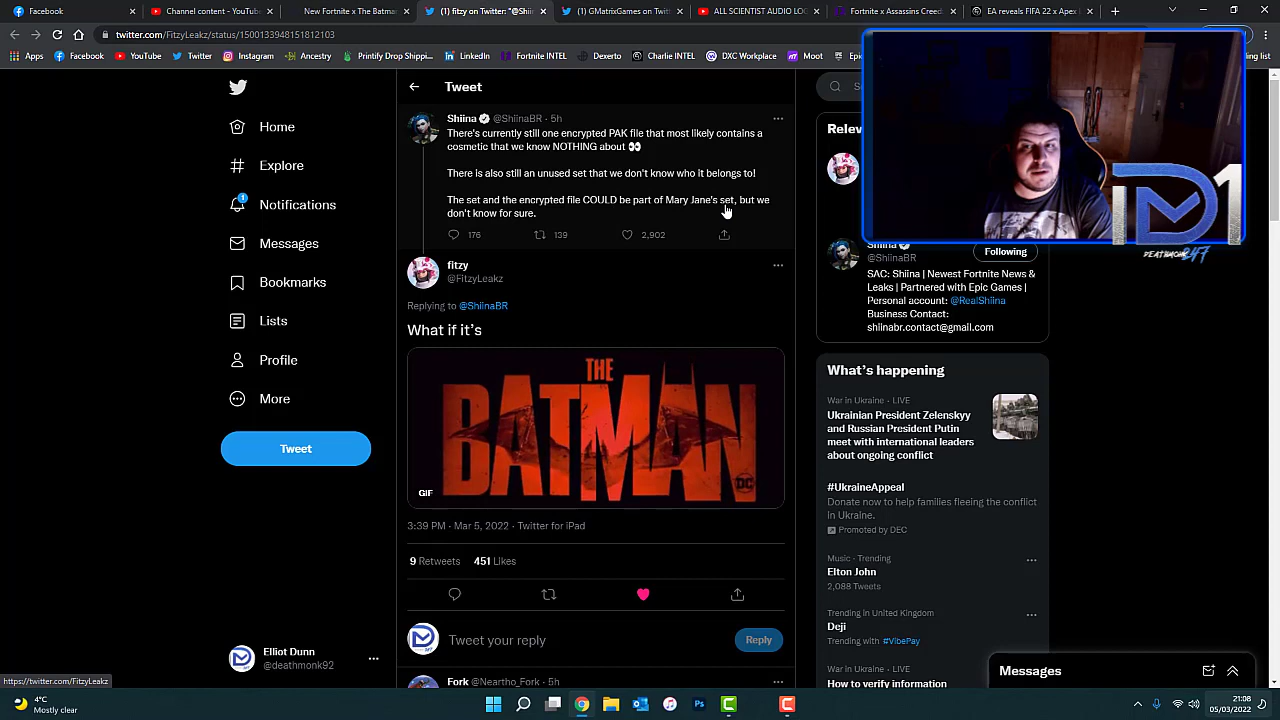 Facebook
Channel content - YouTube
New Fortnite x The Batma
(1) fitzy on Twitter: "@Shiin
(1) GMatrixGames on Twitt
ALL SCIENTIST AUDIO LO
Fortnite x Assassins Creed
EA reveals FIFA 22 x Apex L
twitter.com/FitzyLeakz/status/1500133548151812103
Apps
Facebook
YouTube
Twitter
Instagram
Ancestry
Printful Drop Shippi...
LinkedIn
Fortnite INTEL
Dexerto
Charlie INTEL
DXC Workplace
Moot
Tweet
Home
Explore
1
Notifications
Messages
Bookmarks
Lists
Profile
More
Tweet
Elliot Dunn
@deathmonk92
Shiina @ShiinaBR · 5h
There's currently still one encrypted PAK file that most likely contains a
cosmetic that we know NOTHING about 👀
There is also still an unused set that we don't know who it belongs to!
The set and the encrypted file COULD be part of Mary Jane's set, but we
don't know for sure.
176 139 2,902
fitzy
@FitzyLeakz
Replying to @ShiinaBR
What if it's
THE
BATMAN
DC
GIF
3:39 PM · Mar 5, 2022 · Twitter for iPad
9 Retweets 451 Likes
Tweet your reply
Reply
Fork @Neartho_Fork · 5h
Shiina
@ShiinaBR
Following
SAC: Shiina | Newest Fortnite News &
Leaks | Partnered with Epic Games |
Personal account: @RealShiina
Business Contact:
shiinabr.contact@gmail.com
What's happening
War in Ukraine · LIVE
Ukrainian President Zelenskyy
and Russian President Putin
meet with international leaders
about ongoing conflict
#UkraineAppeal
Donate now to help families fleeing the conflict
in Ukraine.
Promoted by DEC
Music · Trending
Elton John
2,088 Tweets
Trending in United Kingdom
Deji
Trending with #VibePay
War in Ukraine · LIVE
How to verify information
Messages
https://twitter.com/FitzyLeakz
4°C
Mostly clear
21:08
05/03/2022